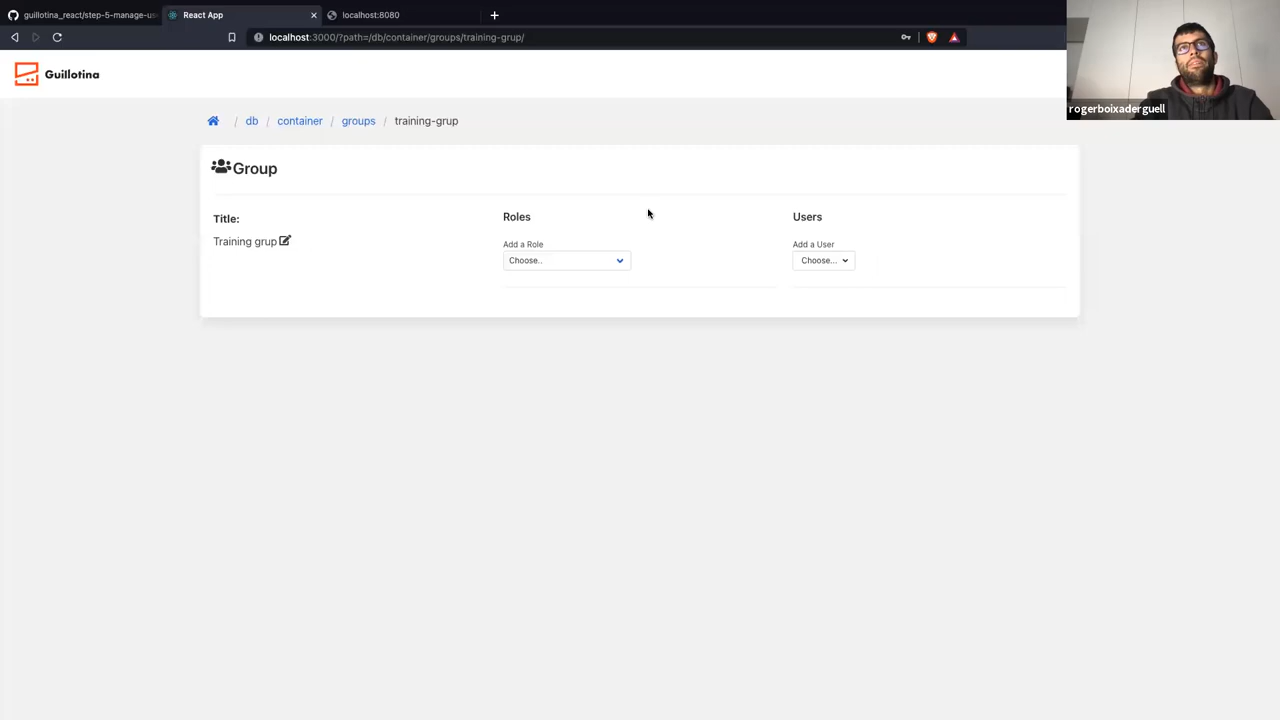 guillotina_react/step-5-manage-us
React App
localhost:8080
localhost:3000/?path=/db/container/groups/training-grup/
Guillotina
rogerboixaderguell
/ db / container / groups / training-grup
Group
Title:
Training grup
Roles
Add a Role
Choose..
Users
Add a User
Choose...